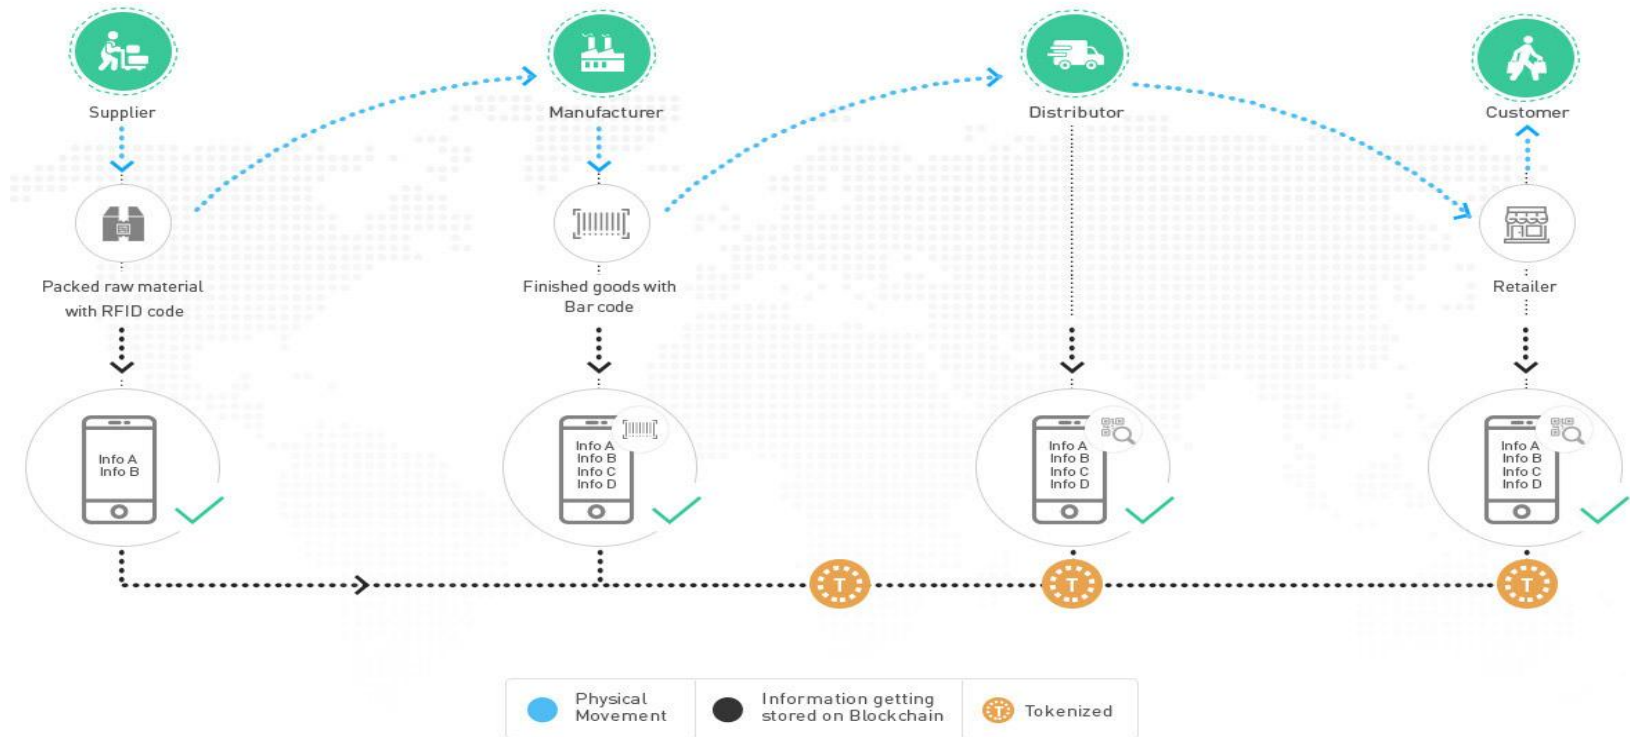 Supplier
Manufacturer
Distributor
Customer
Packed raw material
with RFID code
Finished goods with
Bar code
Retailer
Info A
Info B
Info A
Info B
Info C
Info D
Info A
Info B
Info C
Info D
Info A
Info B
Info C
Info D
T
T
T
Physical
Movement
Information getting
stored on Blockchain
T
Tokenized